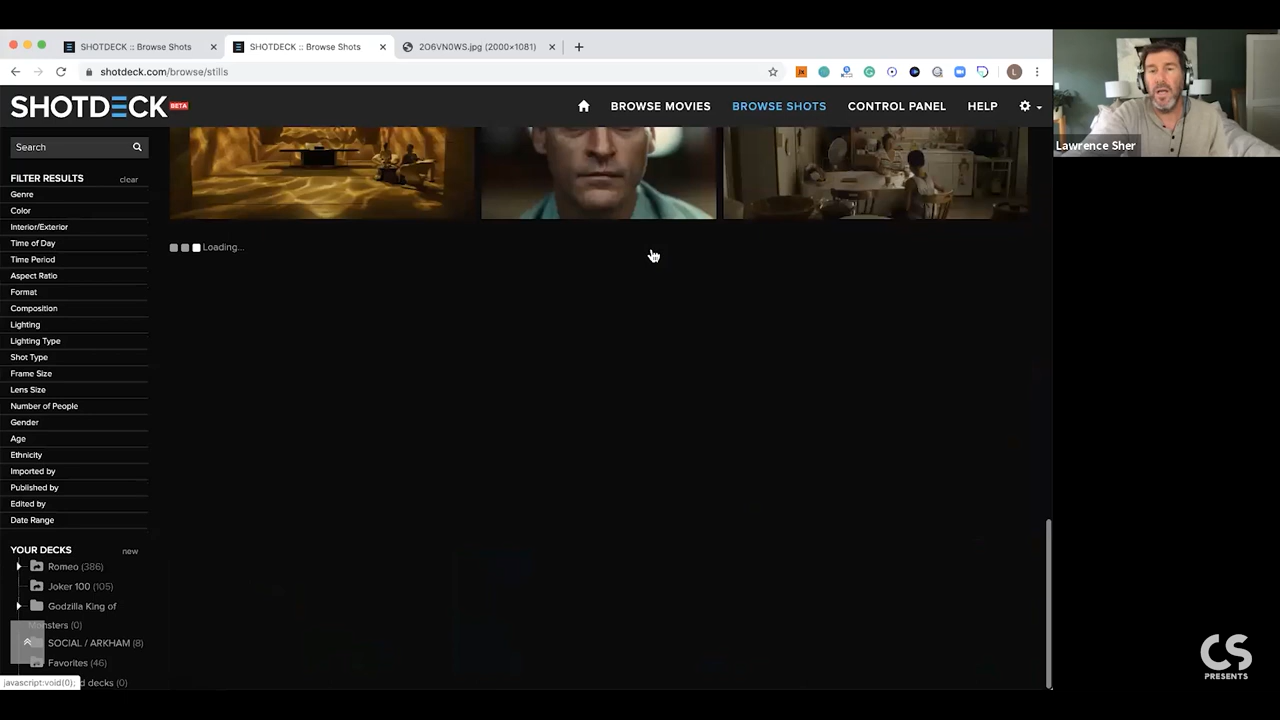 SHOTDECK :: Browse Shots
SHOTDECK :: Browse Shots
2O6VN0WS.jpg (2000×1081)
shotdeck.com/browse/stills
L
SHOTDECK BETA
BROWSE MOVIES
BROWSE SHOTS
CONTROL PANEL
HELP
Search
FILTER RESULTS
clear
Genre
Color
Interior/Exterior
Time of Day
Time Period
Aspect Ratio
Format
Composition
Lighting
Lighting Type
Shot Type
Frame Size
Lens Size
Number of People
Gender
Age
Ethnicity
Imported by
Published by
Edited by
Date Range
YOUR DECKS
new
Romeo (386)
Joker 100 (105)
Godzilla King of
Monsters (0)
SOCIAL / ARKHAM (8)
Favorites (46)
decks (0)
javascript:void(0);
Loading...
Lawrence Sher
CS
PRESENTS